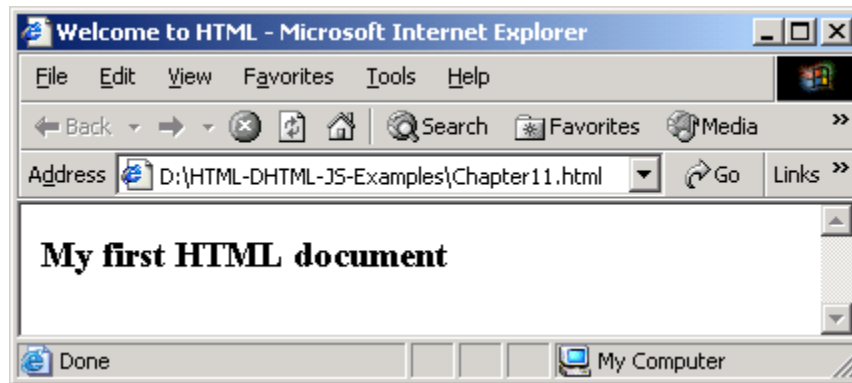 Welcome to HTML - Microsoft Internet Explorer
File Edit View Favorites Tools Help
Back Search Favorites Media »
Address D:\HTML-DHTML-JS-Examples\Chapter11.html Go Links »
My first HTML document
Done My Computer